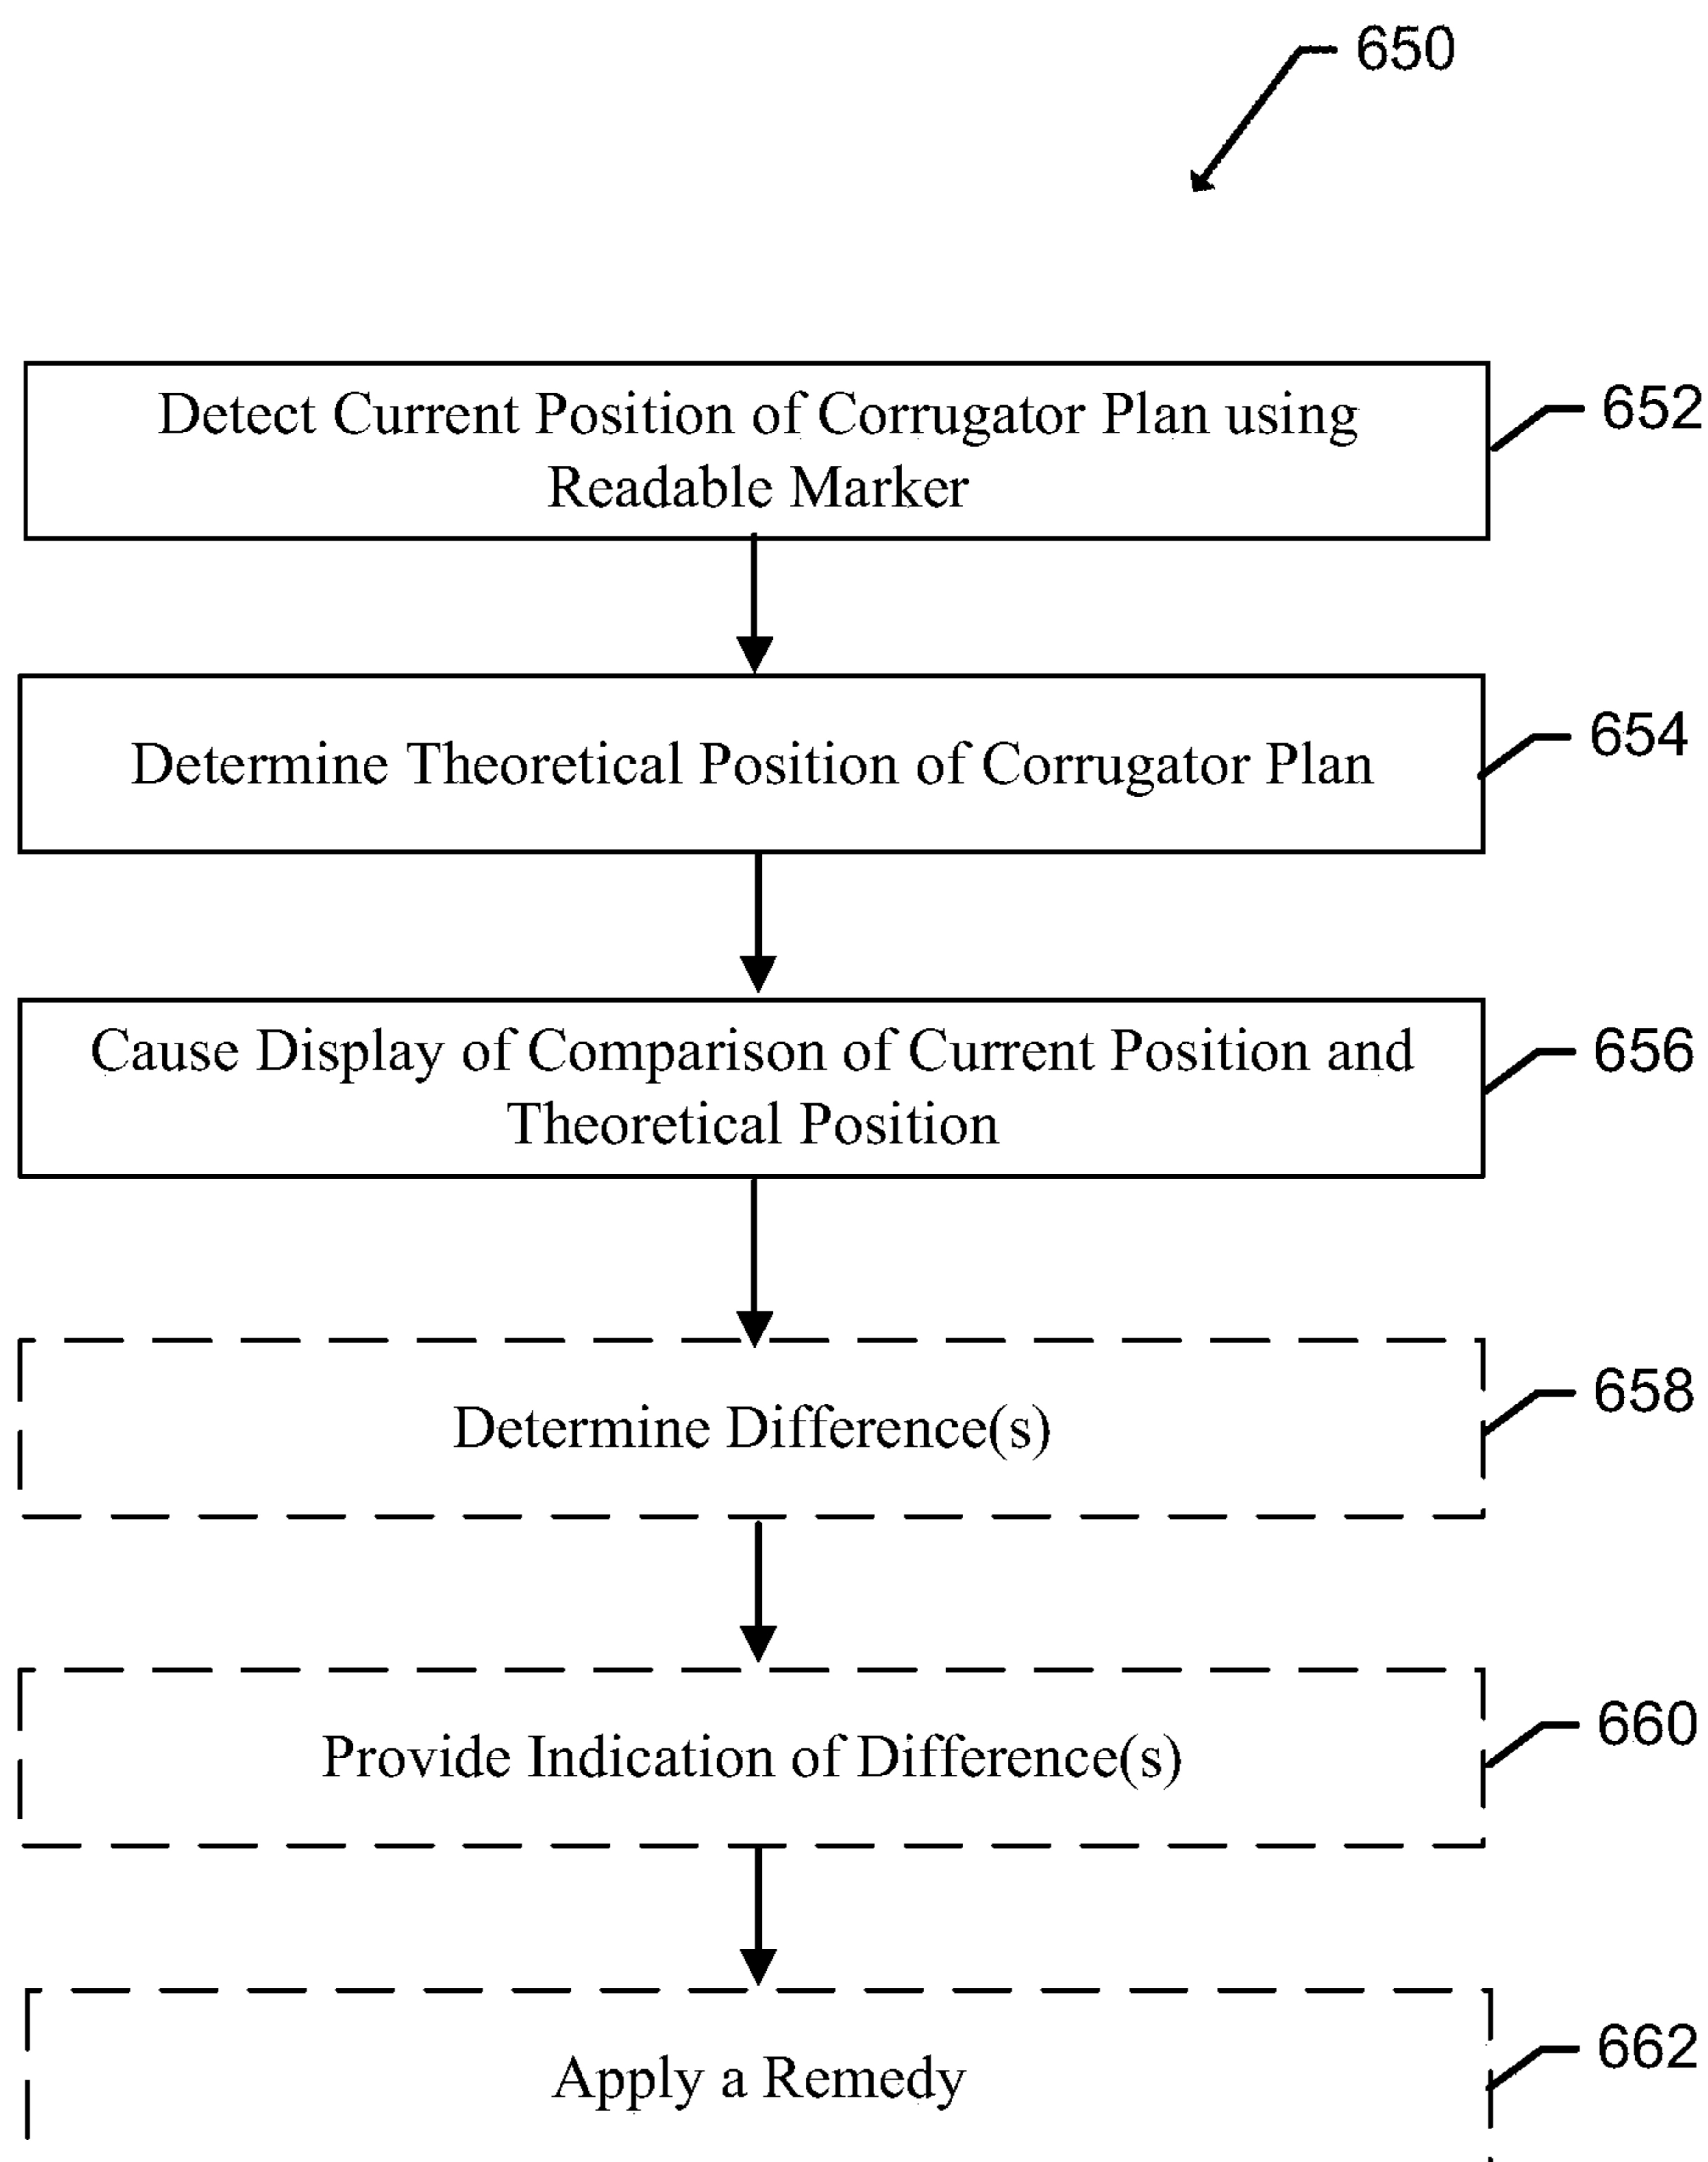 650
Detect Current Position of Corrugator Plan using
Readable Marker
652
Determine Theoretical Position of Corrugator Plan
654
Cause Display of Comparison of Current Position and
Theoretical Position
656
Determine Difference(s)
658
Provide Indication of Difference(s)
660
Apply a Remedy
662